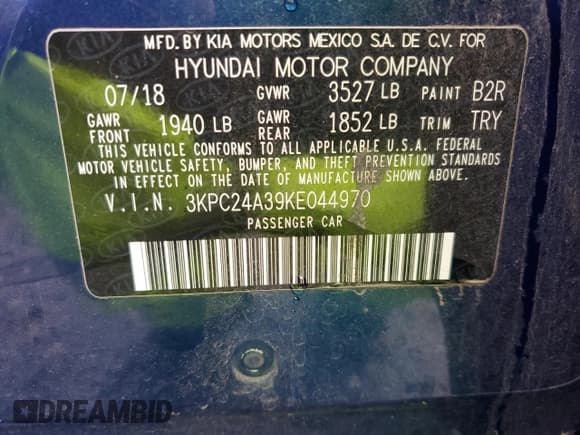 MFD. BY KIA MOTORS MEXICO S.A. DE C.V. FOR
HYUNDAI MOTOR COMPANY
07/18 GVWR 3527 LB PAINT B2R
GAWR FRONT 1940 LB GAWR REAR 1852 LB TRIM TRY
THIS VEHICLE CONFORMS TO ALL APPLICABLE U.S.A. FEDERAL
MOTOR VEHICLE SAFETY, BUMPER, AND THEFT PREVENTION STANDARDS
IN EFFECT ON THE DATE OF MANUFACTURE SHOWN ABOVE.
V.I.N. 3KPC24A39KE044970
PASSENGER CAR
DREAMBID